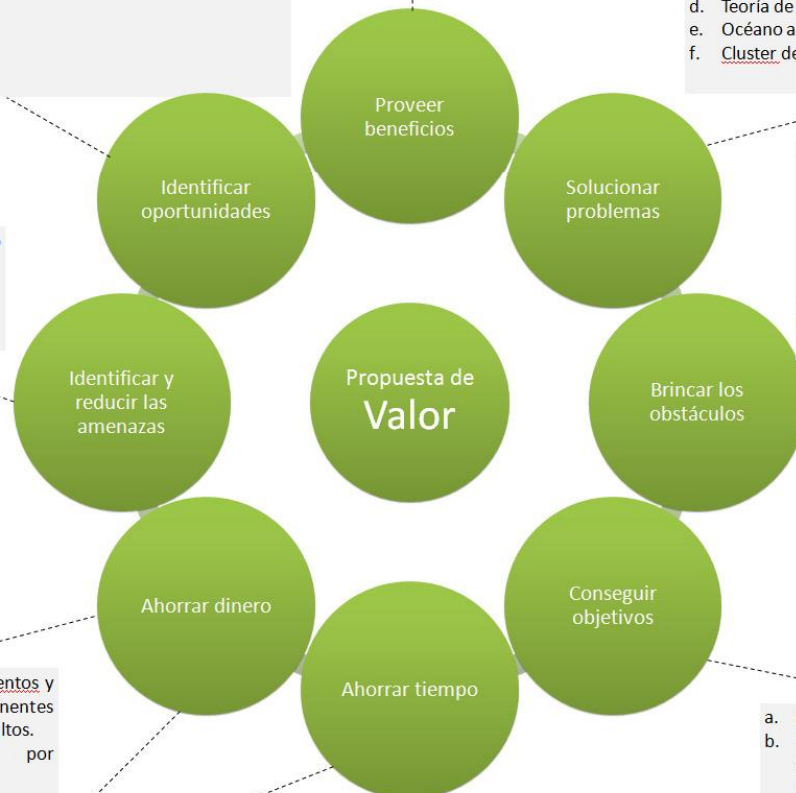 d. Teoría de
e. Océano a
f. Cluster de
Proveer
beneficios
Identificar
oportunidades
Solucionar
problemas
Identificar y
reducir las
amenazas
Propuesta de
Valor
Brincar los
obstáculos
Ahorrar dinero
Conseguir
objetivos
Ahorrar tiempo
entos y
nentes
ltos.
por
a.
b.